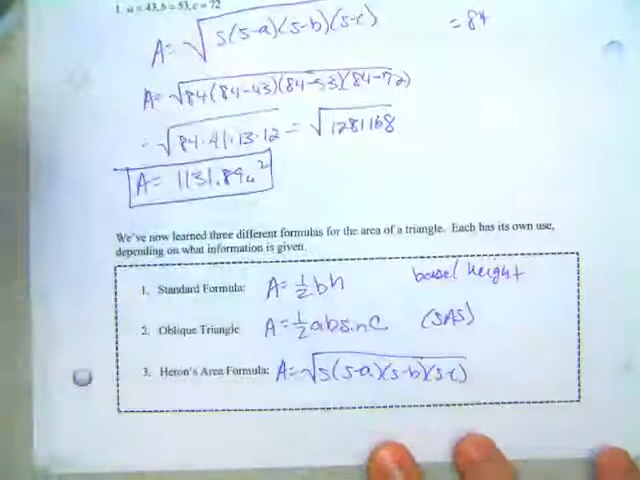 1. a = 43, b = 53, c = 72
A = √s(s-a)(s-b)(s-c) = 84
A = √84(84-43)(84-53)(84-72)
= √84·41·13·12 = √1281168
A = 1131.89u²
We've now learned three different formulas for the area of a triangle. Each has its own use,
depending on what information is given.
1. Standard Formula: A = ½bh base/height
2. Oblique Triangle A = ½absinC (SAS)
3. Heron's Area Formula: A = √s(s-a)(s-b)(s-c)